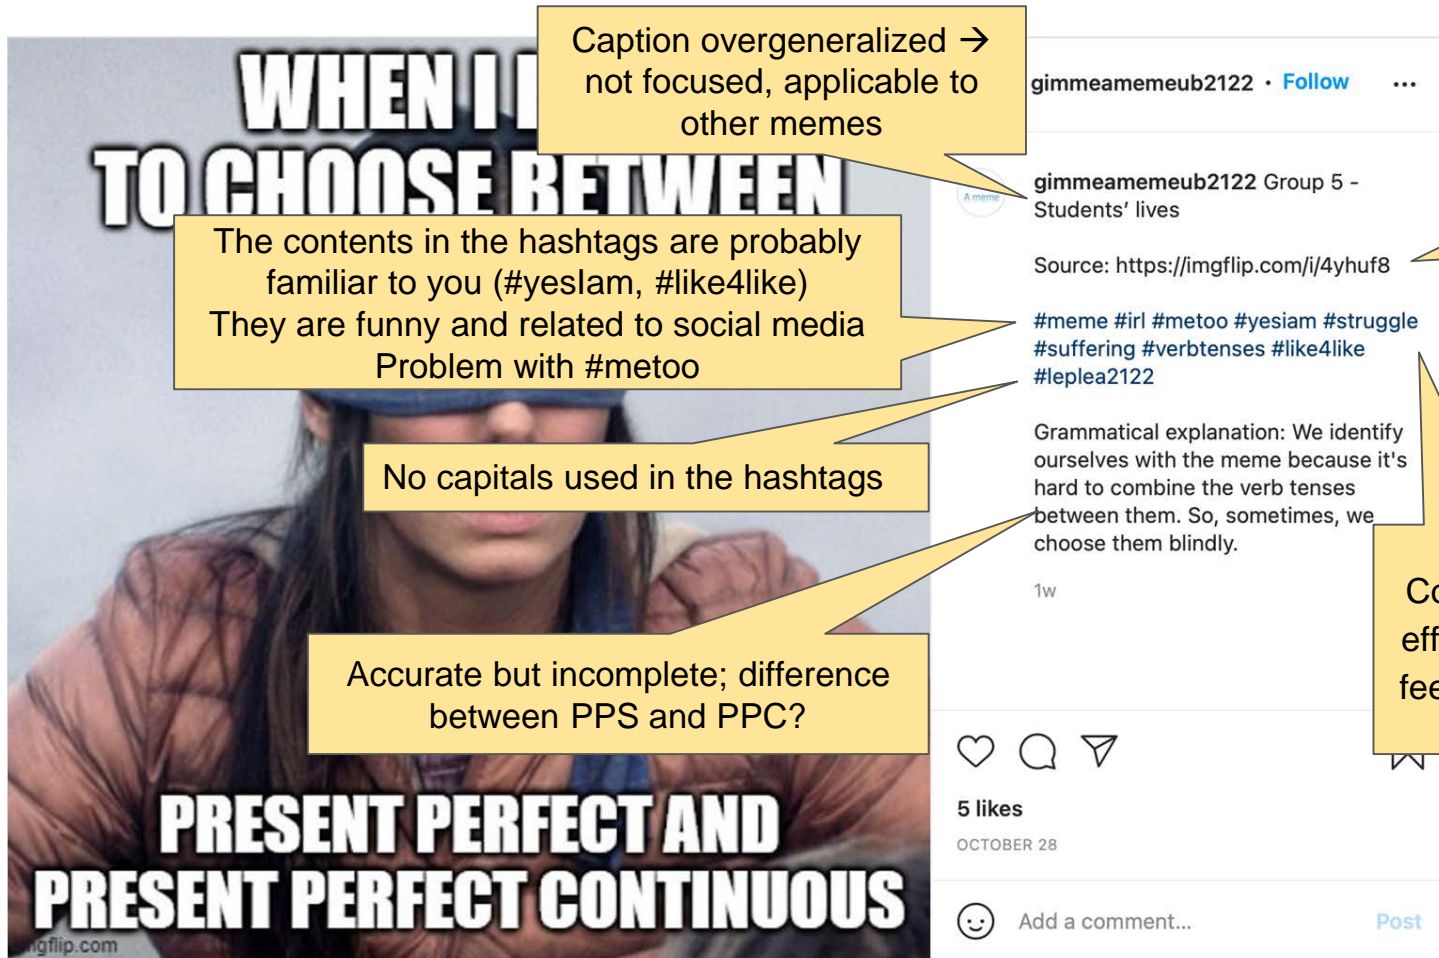 WHEN I
TO CHOOSE BETWEEN
Caption overgeneralized →
not focused, applicable to
other memes
The contents in the hashtags are probably
familiar to you (#yesIam, #like4like)
They are funny and related to social media
Problem with #metoo
No capitals used in the hashtags
Accurate but incomplete; difference
between PPS and PPC?
PRESENT PERFECT AND
PRESENT PERFECT CONTINUOUS
gimmeamemeub2122 • Follow ...
A meme
gimmeamemeub2122 Group 5 -
Students’ lives
Source: https://imgflip.com/i/4yhuf8
#meme #irl #metoo #yesiam #struggle
#suffering #verbtenses #like4like
#leplea2122
Grammatical explanation: We identify
ourselves with the meme because it's
hard to combine the verb tenses
between them. So, sometimes, we
choose them blindly.
1w
5 likes
OCTOBER 28
Add a comment... Post